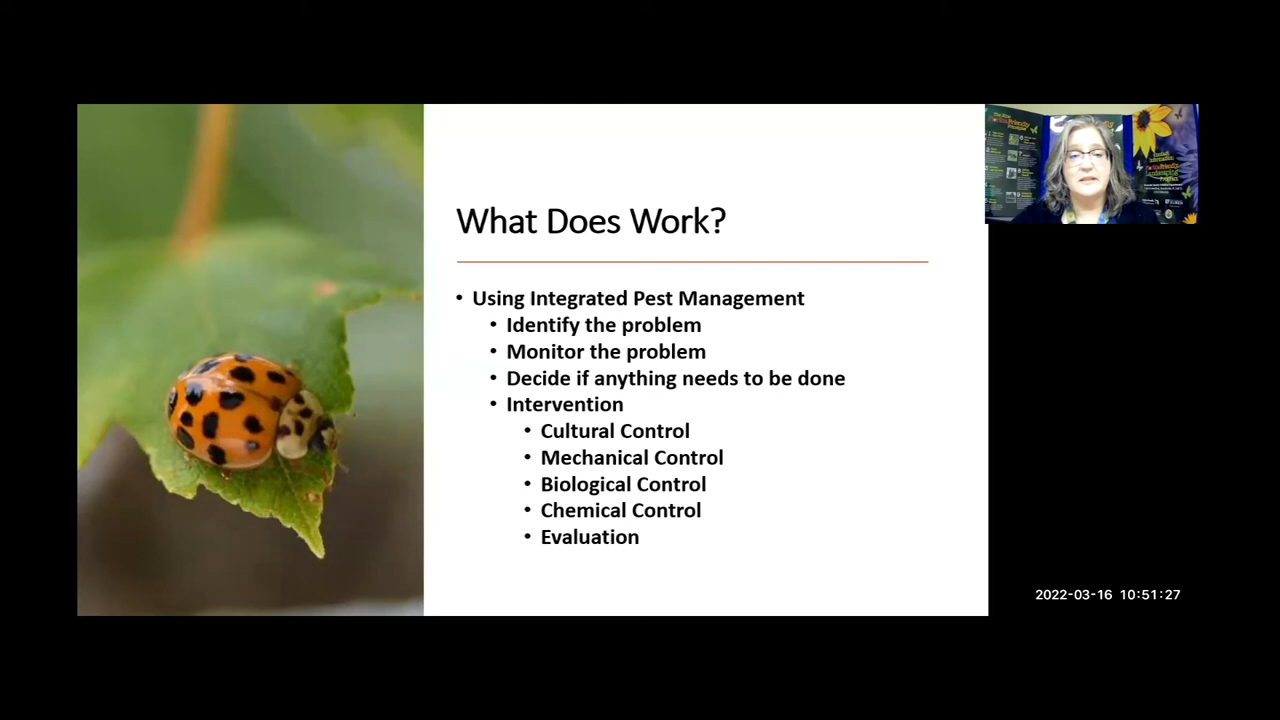 What Does Work?
• Using Integrated Pest Management
• Identify the problem
• Monitor the problem
• Decide if anything needs to be done
• Intervention
• Cultural Control
• Mechanical Control
• Biological Control
• Chemical Control
• Evaluation
2022-03-16 10:51:27